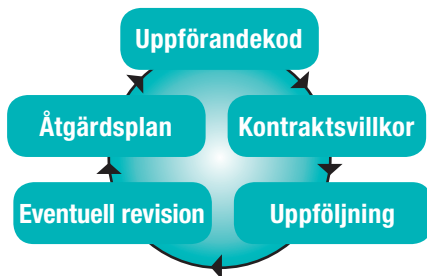 Uppförandekod
Åtgärdsplan
Kontraktsvillkor
Eventuell revision
Uppföljning